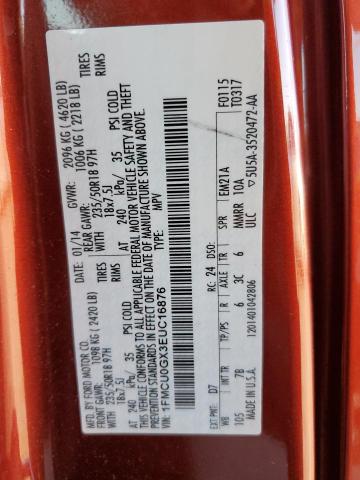 MFD. BY FORD MOTOR CO.
DATE: 01/14 GVWR: 2096 KG ( 4620 LB)
FRONT GAWR: 1098 KG ( 2420 LB) REAR GAWR: 1006 KG ( 2218 LB)
WITH 235/50R18 97H TIRES WITH 235/50R18 97H TIRES
18x7.5J RIMS 18x7.5J RIMS
AT 240 kPa/ 35 PSI COLD AT 240 kPa/ 35 PSI COLD
THIS VEHICLE CONFORMS TO ALL APPLICABLE FEDERAL MOTOR VEHICLE SAFETY AND THEFT
PREVENTION STANDARDS IN EFFECT ON THE DATE OF MANUFACTURE SHOWN ABOVE.
VIN: 1FMCU0GX3EUC16876
TYPE: MPV
F0115
T0317
EXT PNT: D7 RC: 24 DSO:
WB INT TR TP/PS R AXLE TR SPR EM21A
105 7B 6 3C 6 MMRR 10A
MADE IN U.S.A. 1201401042806 ULC
5U5A-3520472-AA